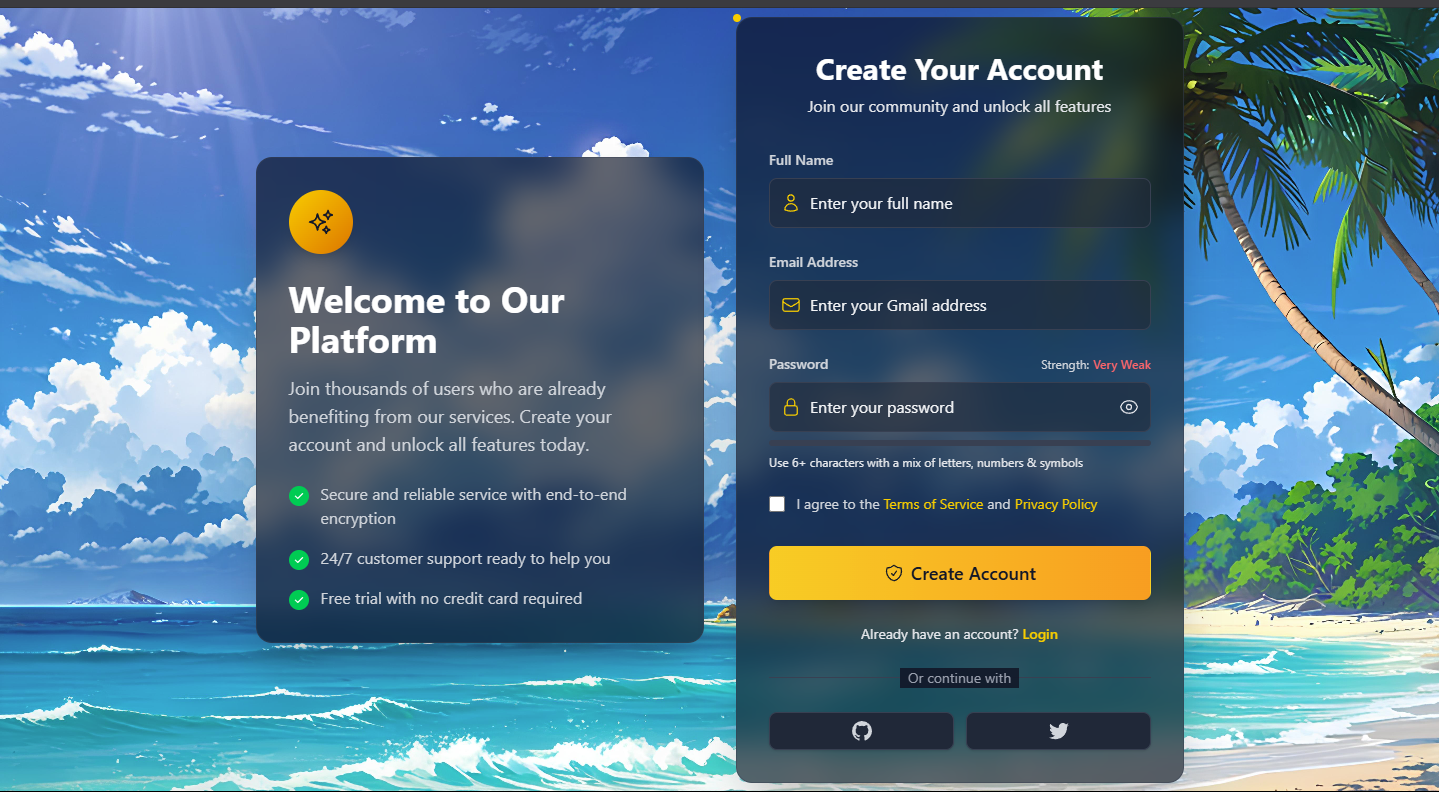 Welcome to Our
Platform
Join thousands of users who are already
benefiting from our services. Create your
account and unlock all features today.
Secure and reliable service with end-to-end
encryption
24/7 customer support ready to help you
Free trial with no credit card required
Create Your Account
Join our community and unlock all features
Full Name
Enter your full name
Email Address
Enter your Gmail address
Password Strength: Very Weak
Enter your password
Use 6+ characters with a mix of letters, numbers & symbols
I agree to the Terms of Service and Privacy Policy
Create Account
Already have an account? Login
Or continue with